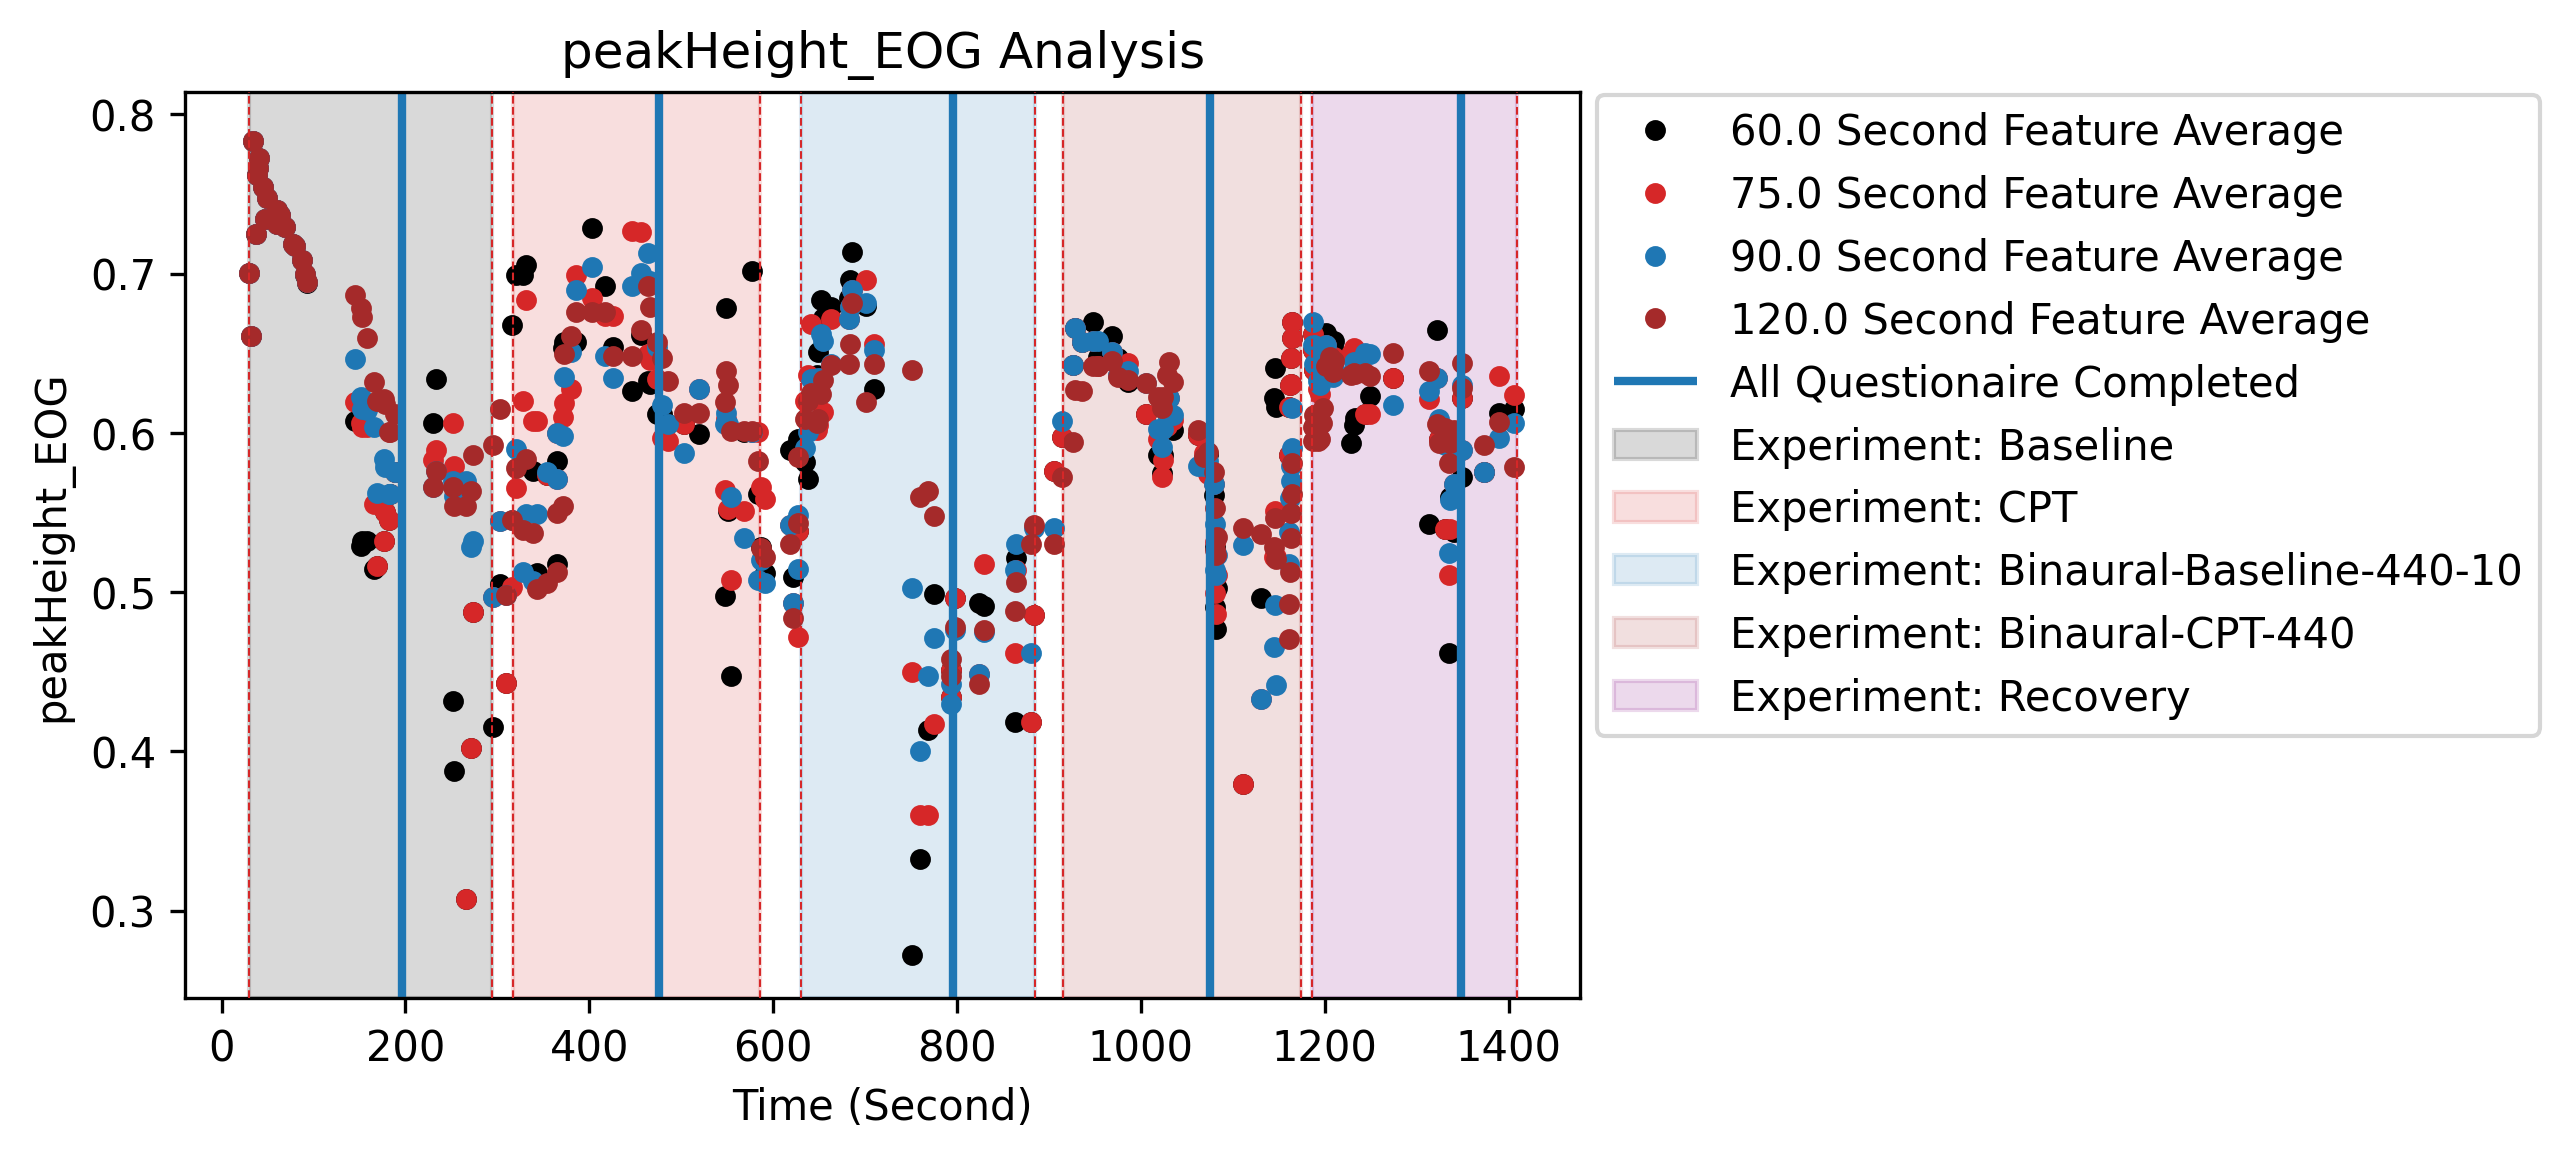 peakHeight_EOG Analysis
peakHeight_EOG
0.8
0.7
0.6
0.5
0.4
0.3
0 200 400 600 800 1000 1200 1400
Time (Second)
60.0 Second Feature Average
75.0 Second Feature Average
90.0 Second Feature Average
120.0 Second Feature Average
All Questionaire Completed
Experiment: Baseline
Experiment: CPT
Experiment: Binaural-Baseline-440-10
Experiment: Binaural-CPT-440
Experiment: Recovery